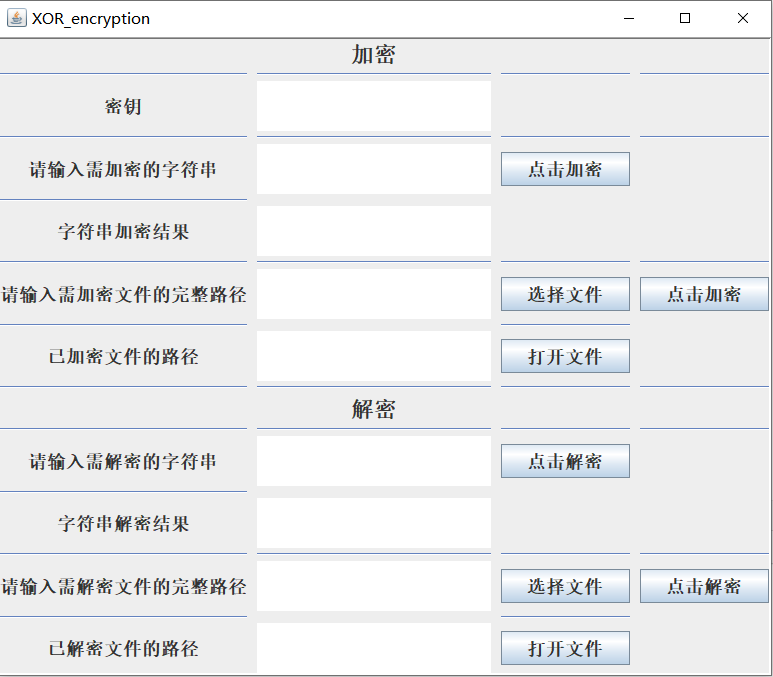 XOR_encryption
加密
密钥
请输入需加密的字符串 点击加密
字符串加密结果
请输入需加密文件的完整路径 选择文件 点击加密
已加密文件的路径 打开文件
解密
请输入需解密的字符串 点击解密
字符串解密结果
请输入需解密文件的完整路径 选择文件 点击解密
已解密文件的路径 打开文件